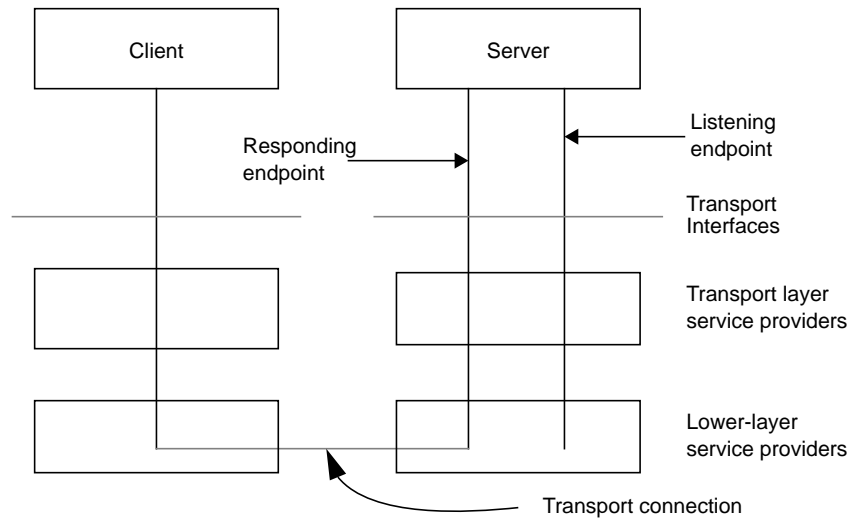 Client
Server
Listening
endpoint
Responding
endpoint
Transport
Interfaces
Transport layer
service providers
Lower-layer
service providers
Transport connection